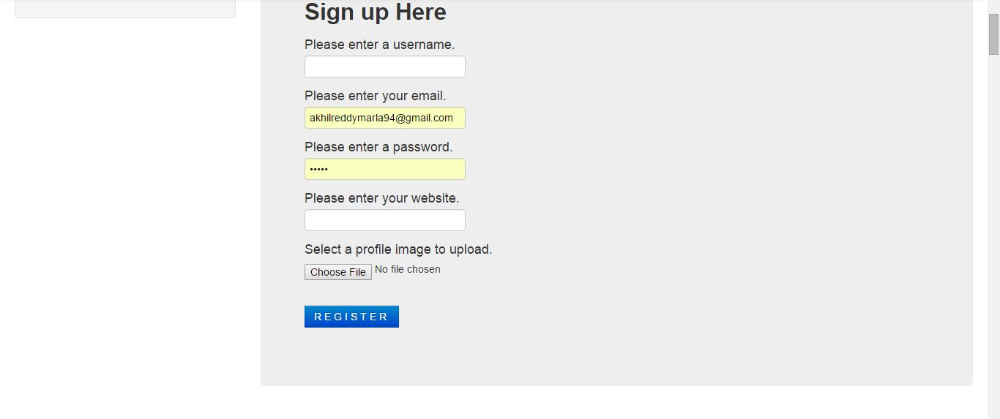 Sign up Here
Please enter a username.
Please enter your email.
akhilreddymarla94@gmail.com
Please enter a password.
•••••
Please enter your website.
Select a profile image to upload.
Choose File No file chosen
REGISTER